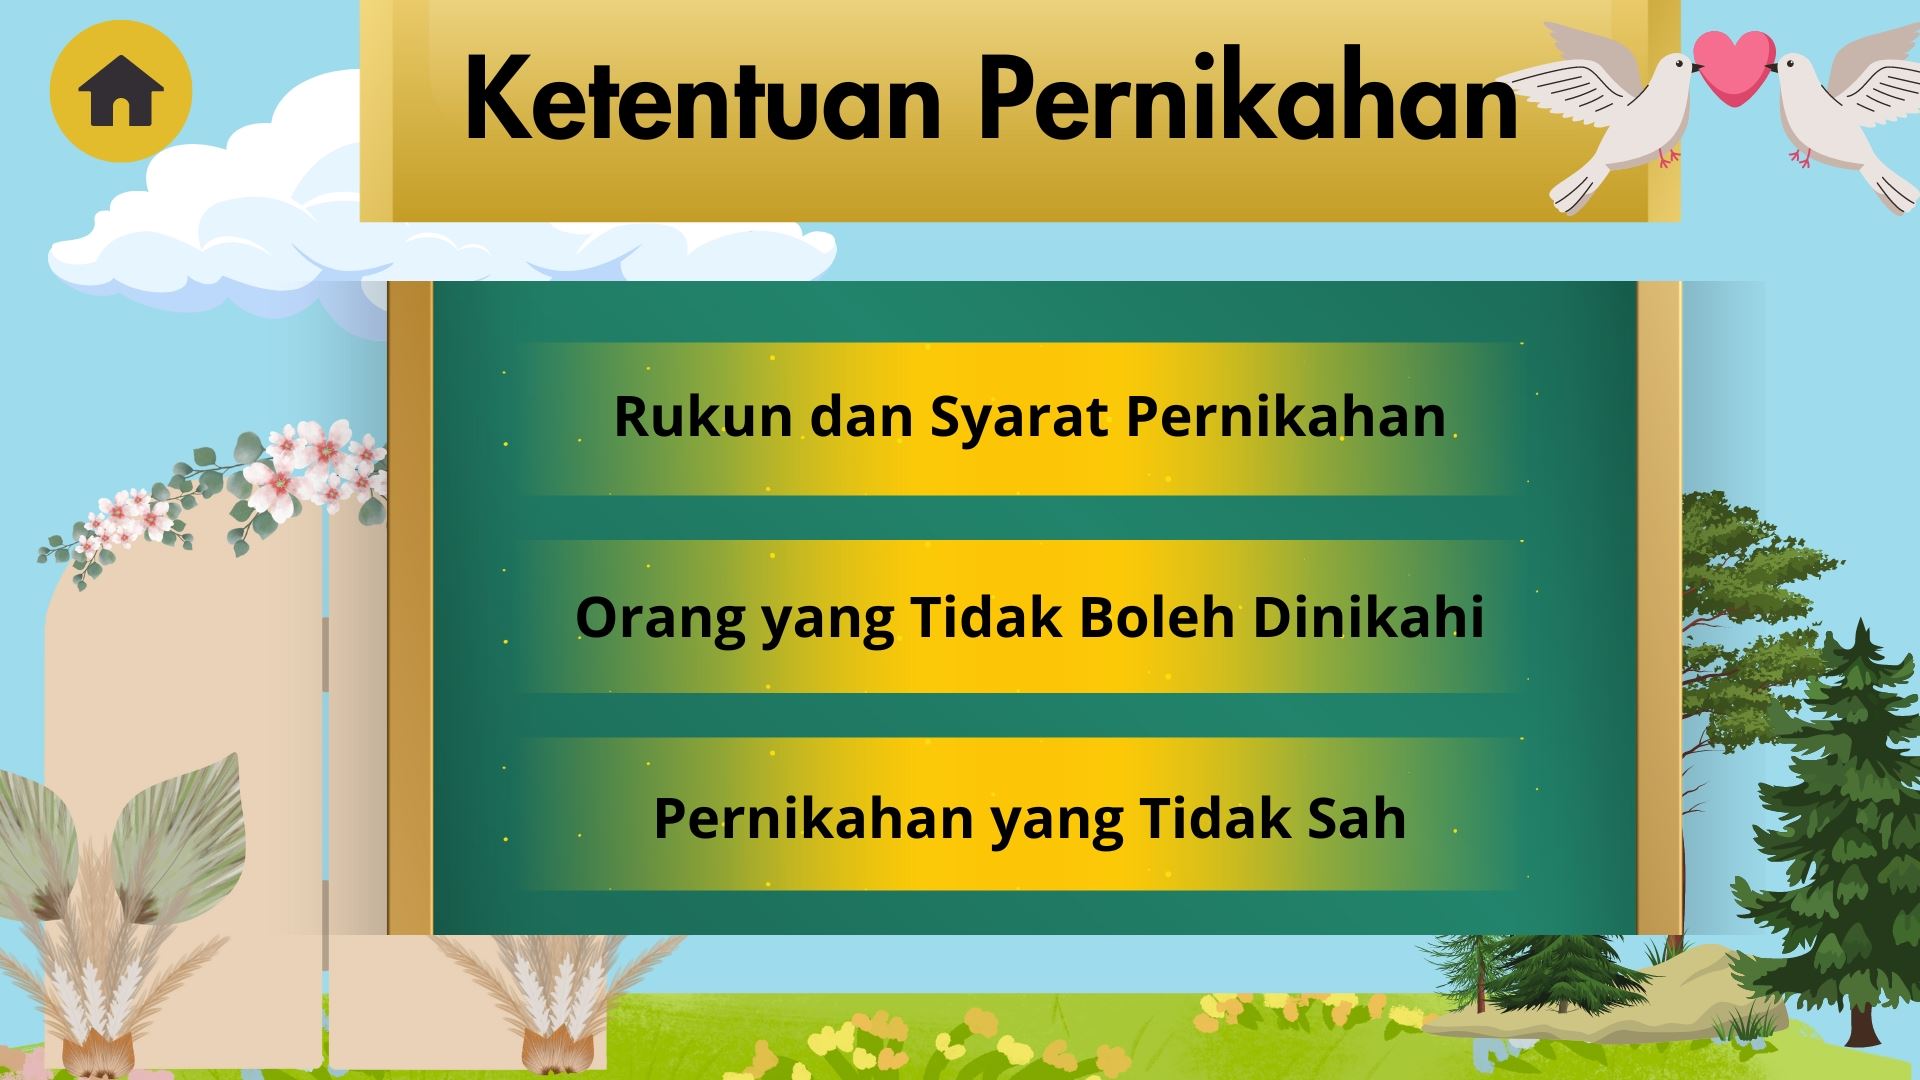 Ketentuan Pernikahan
Rukun dan Syarat Pernikahan
Orang yang Tidak Boleh Dinikahi
Pernikahan yang Tidak Sah